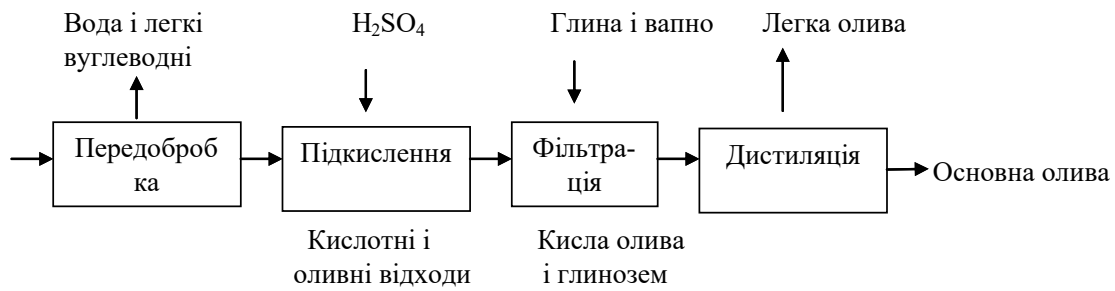 Вода і легкі
вуглеводні
H₂SO₄
Глина і вапно
Легка олива
Передоброб
ка
Підкислення
Фільтра-
ція
Дистиляція
Основна олива
Кислотні і
оливні відходи
Кисла олива
і глинозем